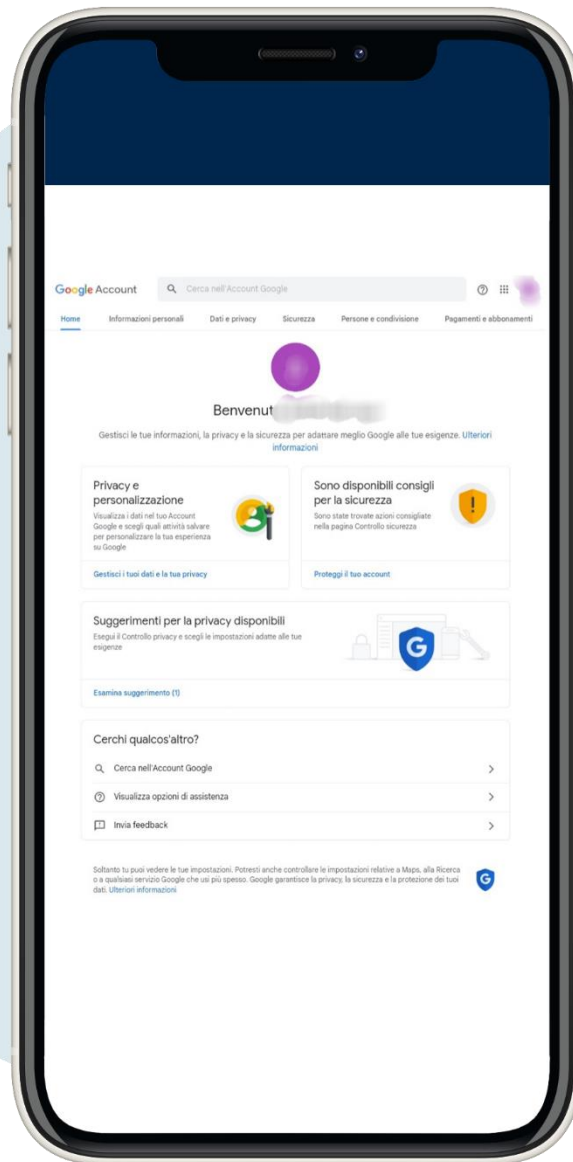 Google Account
Cerca nell'Account Google
Home Informazioni personali Dati e privacy Sicurezza Persone e condivisione Pagamenti e abbonamenti
Gestisci le tue informazioni, la privacy e la sicurezza per adattare meglio Google alle tue esigenze. Ulteriori
informazioni
Privacy e
personalizzazione
Visualizza i dati nel tuo Account
Google e scegli quali attività salvare
per personalizzare la tua esperienza
su Google
Gestisci i tuoi dati e la tua privacy
Sono disponibili consigli
per la sicurezza
Sono state trovate azioni consigliate
nella pagina Controllo sicurezza
Proteggi il tuo account
Suggerimenti per la privacy disponibili
Esegui il Controllo privacy e scegli le impostazioni adatte alle tue
esigenze
G
Esamina suggerimento (1)
Cerchi qualcos'altro?
Cerca nell'Account Google
Visualizza opzioni di assistenza
Invia feedback
Soltanto tu puoi vedere le tue impostazioni. Potresti anche controllare le impostazioni relative a Maps, alla Ricerca
o a qualsiasi servizio Google che usi più spesso. Google garantisce la privacy, la sicurezza e la protezione dei tuoi
dati. Ulteriori informazioni
G